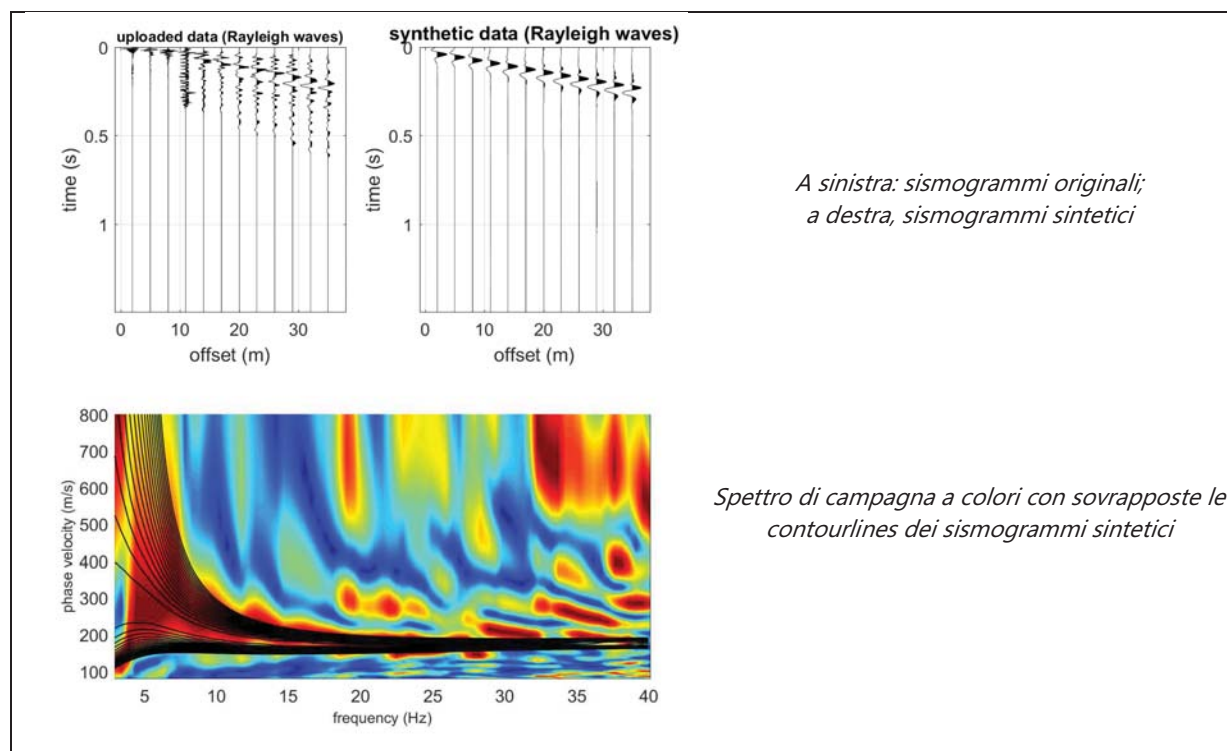 uploaded data (Rayleigh waves)
synthetic data (Rayleigh waves)
0
0.5
1
time (s)
0
10
20
30
offset (m)
0
0.5
1
time (s)
0
10
20
30
offset (m)
A sinistra: sismogrammi originali;
a destra, sismogrammi sintetici
800
700
600
500
400
300
200
100
phase velocity (m/s)
5
10
15
20
25
30
35
40
frequency (Hz)
Spettro di campagna a colori con sovrapposte le
contourlines dei sismogrammi sintetici